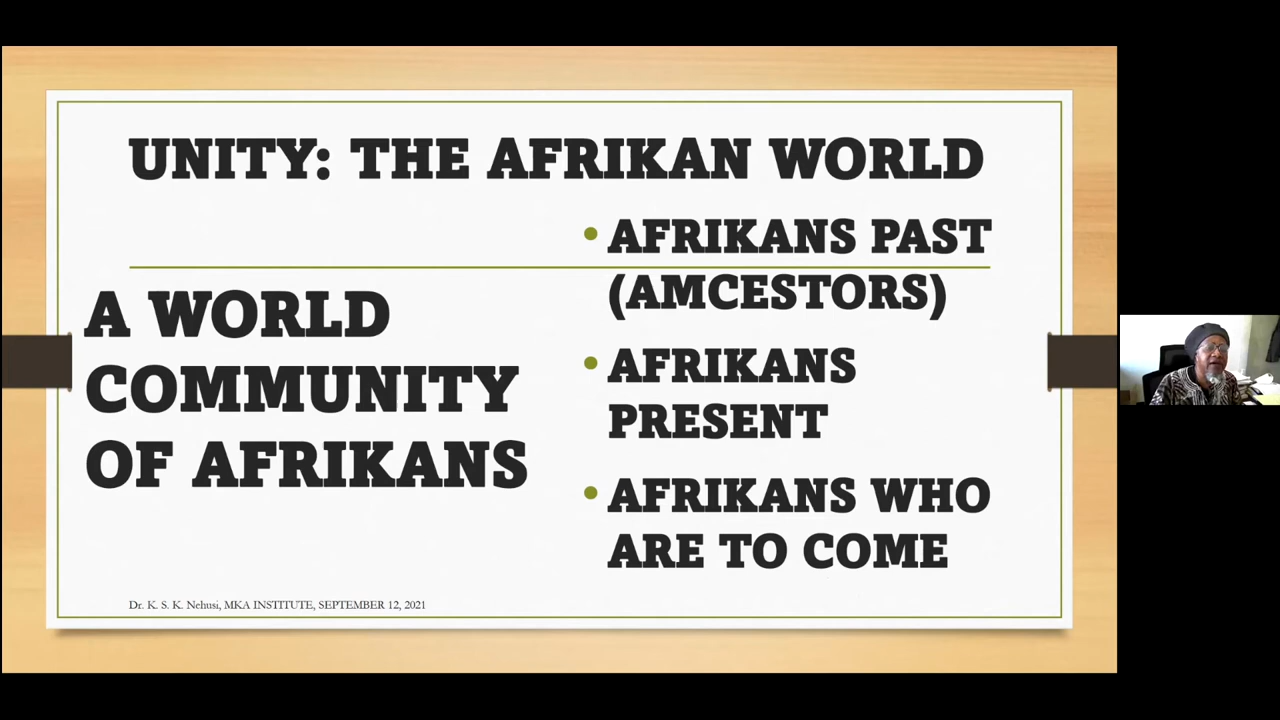 UNITY: THE AFRIKAN WORLD
A WORLD
COMMUNITY
OF AFRIKANS
• AFRIKANS PAST
(AMCESTORS)
• AFRIKANS
PRESENT
• AFRIKANS WHO
ARE TO COME
Dr. K. S. K. Nehusi, MKA INSTITUTE, SEPTEMBER 12, 2021